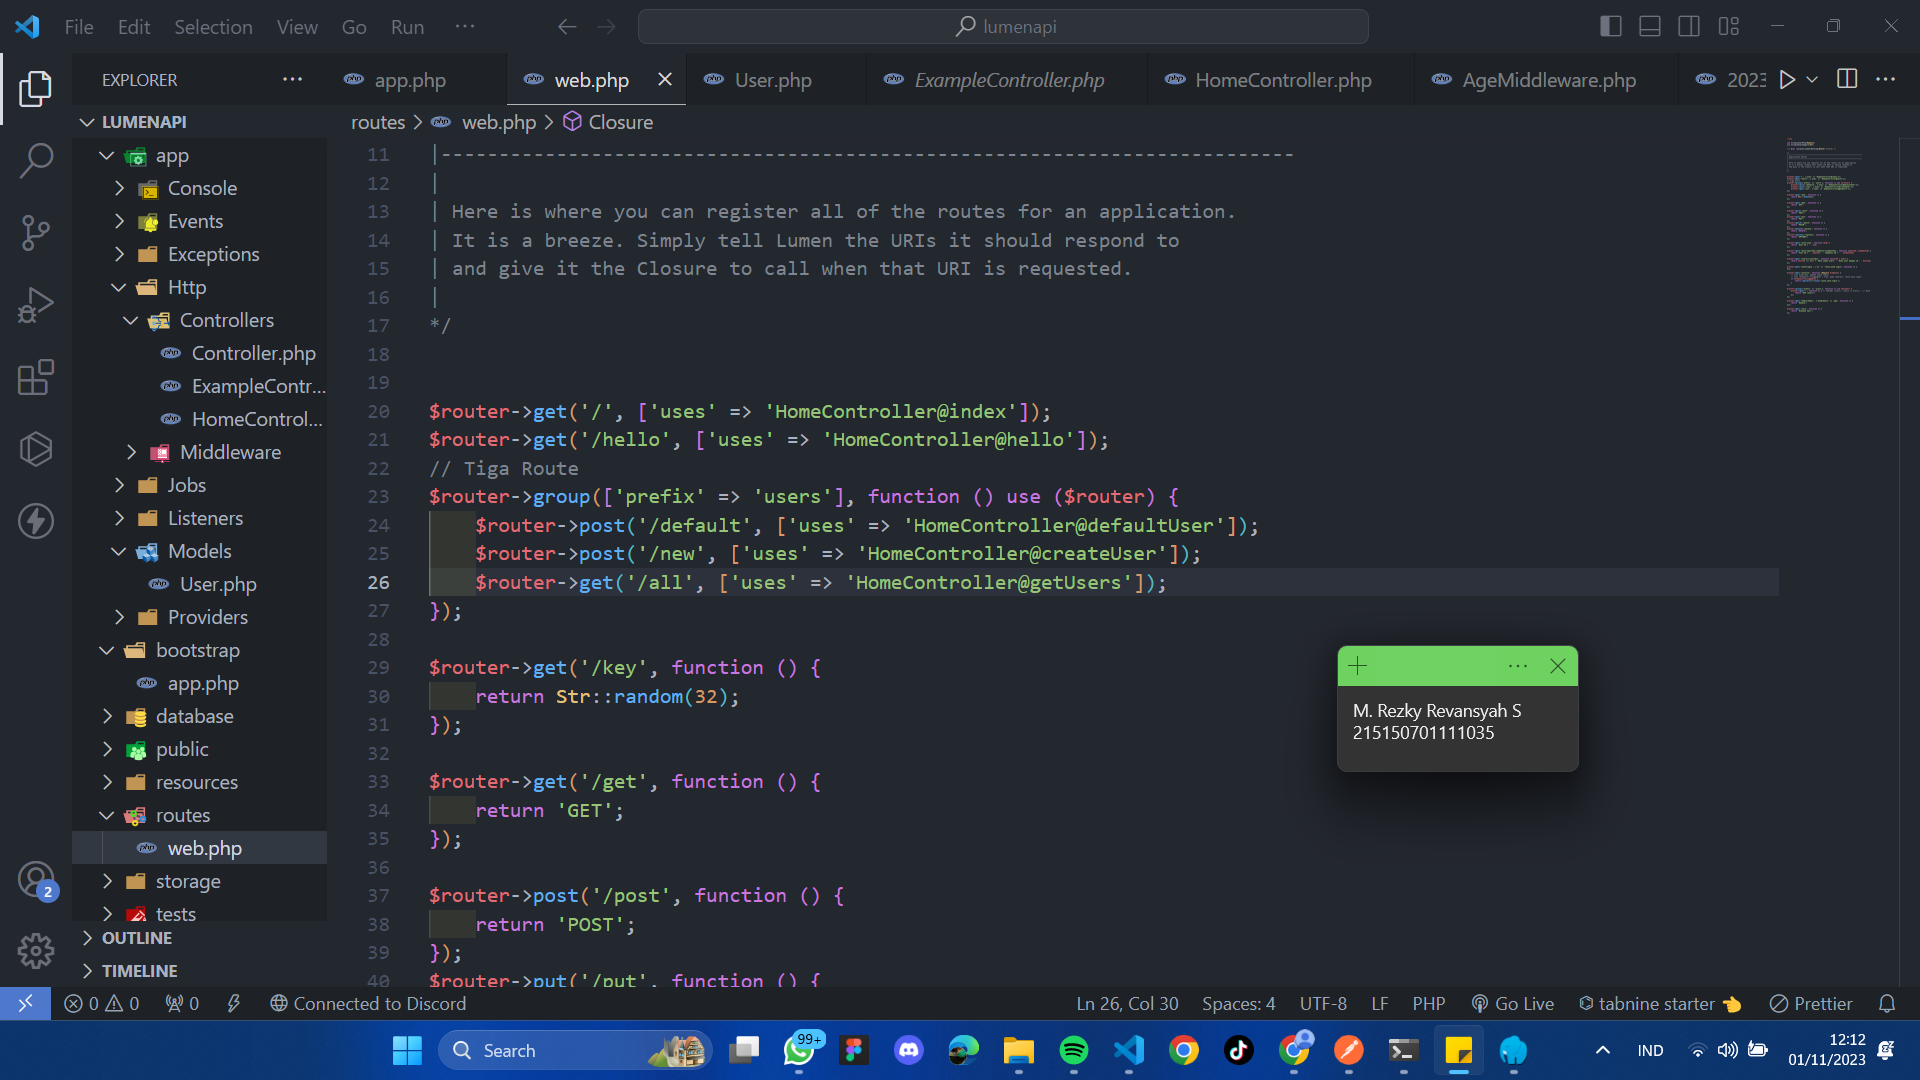 File Edit Selection View Go Run ··· lumenapi
EXPLORER ···
app.php web.php User.php ExampleController.php HomeController.php AgeMiddleware.php 2023
routes > web.php > Closure
LUMENAPI
app
Console
Events
Exceptions
Http
Controllers
Controller.php
ExampleContr...
HomeControl...
Middleware
Jobs
Listeners
Models
User.php
Providers
bootstrap
app.php
database
public
resources
routes
web.php
storage
tests
OUTLINE
TIMELINE
11 |--------------------------------------------------------------------------
12 |
13 | Here is where you can register all of the routes for an application.
14 | It is a breeze. Simply tell Lumen the URIs it should respond to
15 | and give it the Closure to call when that URI is requested.
16 |
17 */
18
19
20 $router->get('/', ['uses' => 'HomeController@index']);
21 $router->get('/hello', ['uses' => 'HomeController@hello']);
22 // Tiga Route
23 $router->group(['prefix' => 'users'], function () use ($router) {
24 $router->post('/default', ['uses' => 'HomeController@defaultUser']);
25 $router->post('/new', ['uses' => 'HomeController@createUser']);
26 $router->get('/all', ['uses' => 'HomeController@getUsers']);
27 });
28
29 $router->get('/key', function () {
30 return Str::random(32);
31 });
32
33 $router->get('/get', function () {
34 return 'GET';
35 });
36
37 $router->post('/post', function () {
38 return 'POST';
39 });
40 $router->put('/put', function () {
M. Rezky Revansyah S
215150701111035
2
0 0 0 Connected to Discord Ln 26, Col 30 Spaces: 4 UTF-8 LF PHP Go Live tabnine starter Prettier
Search 99+ IND 12:12
01/11/2023